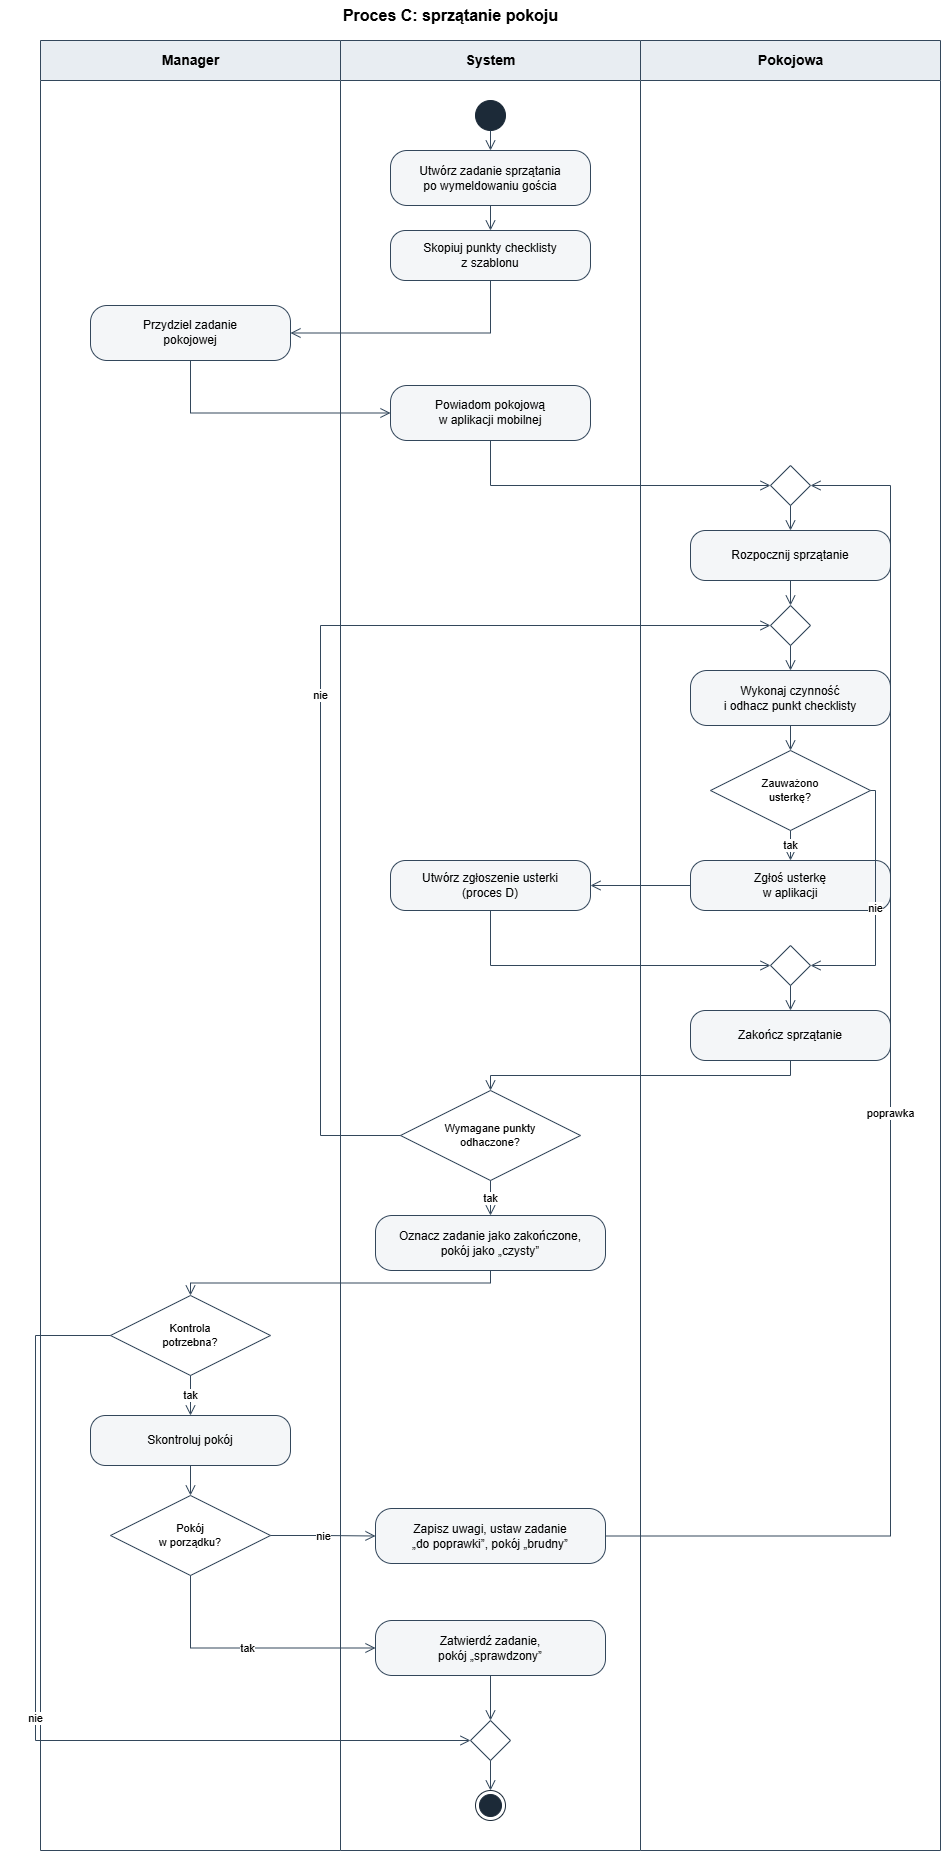 Proces C: sprzątanie pokoju
Manager
System
Pokojowa
Utwórz zadanie sprzątania
po wymeldowaniu gościa
Skopiuj punkty checklisty
z szablonu
Przydziel zadanie
pokojowej
Powiadom pokojową
w aplikacji mobilnej
Rozpocznij sprzątanie
nie
Wykonaj czynność
i odhacz punkt checklisty
Zauważono
usterkę?
tak
Utwórz zgłoszenie usterki
(proces D)
Zgłoś usterkę
w aplikacji
nie
Zakończ sprzątanie
poprawka
Wymagane punkty
odhaczone?
tak
Oznacz zadanie jako zakończone,
pokój jako „czysty”
Kontrola
potrzebna?
tak
Skontroluj pokój
Pokój
w porządku?
nie
Zapisz uwagi, ustaw zadanie
„do poprawki”, pokój „brudny”
tak
Zatwierdź zadanie,
pokój „sprawdzony”
nie